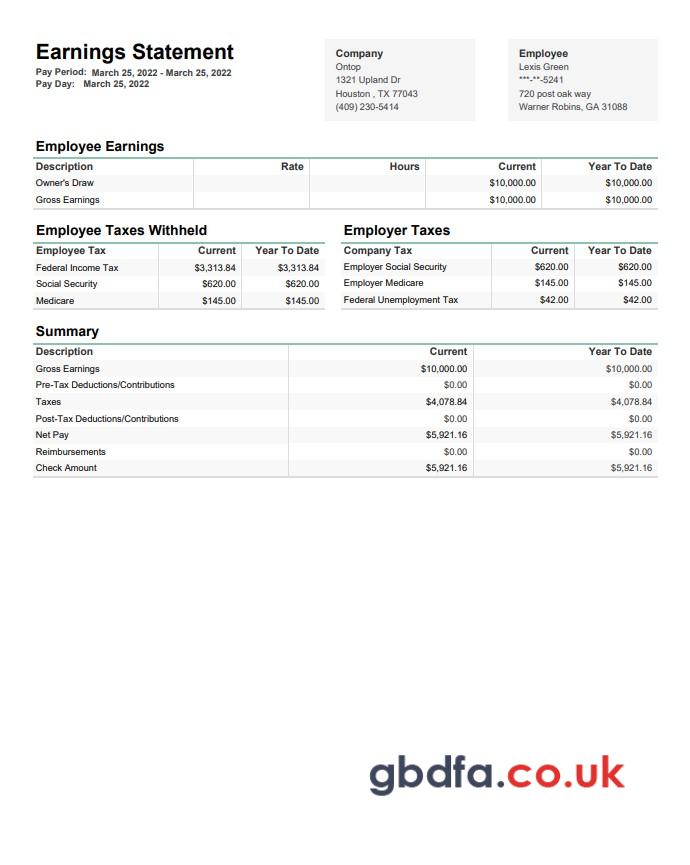 Earnings Statement
Pay Period: March 25, 2022 - March 25, 2022
Pay Day: March 25, 2022
Company
Ontop
1321 Upland Dr
Houston , TX 77043
(409) 230-5414
Employee
Lexis Green
***-**-5241
720 post oak way
Warner Robins, GA 31088
Employee Earnings
Description Rate Hours Current Year To Date
Owner's Draw $10,000.00 $10,000.00
Gross Earnings $10,000.00 $10,000.00
Employee Taxes Withheld
Employee Tax Current Year To Date
Federal Income Tax $3,313.84 $3,313.84
Social Security $620.00 $620.00
Medicare $145.00 $145.00
Employer Taxes
Company Tax Current Year To Date
Employer Social Security $620.00 $620.00
Employer Medicare $145.00 $145.00
Federal Unemployment Tax $42.00 $42.00
Summary
Description Current Year To Date
Gross Earnings $10,000.00 $10,000.00
Pre-Tax Deductions/Contributions $0.00 $0.00
Taxes $4,078.84 $4,078.84
Post-Tax Deductions/Contributions $0.00 $0.00
Net Pay $5,921.16 $5,921.16
Reimbursements $0.00 $0.00
Check Amount $5,921.16 $5,921.16
gbdfa.co.uk